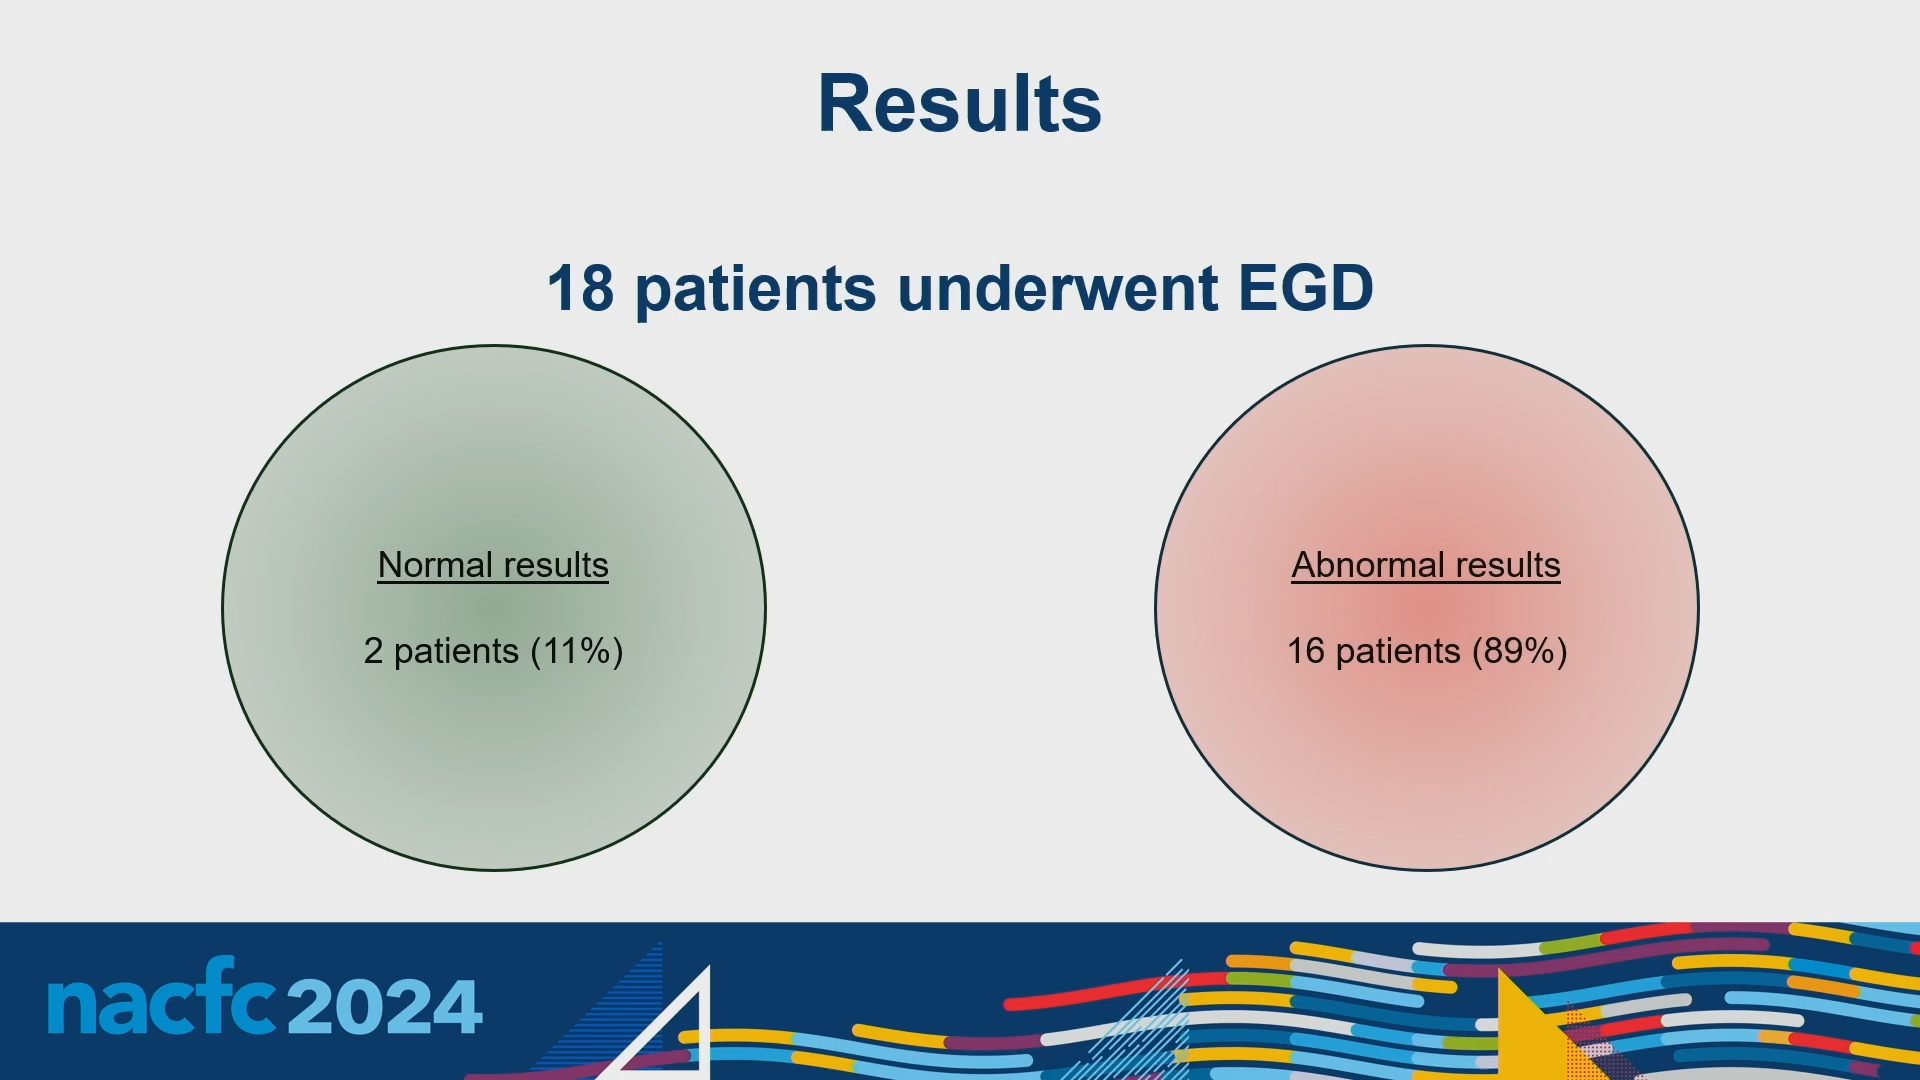 Results
18 patients underwent EGD
Normal results
2 patients (11%)
Abnormal results
16 patients (89%)
nacfc 2024